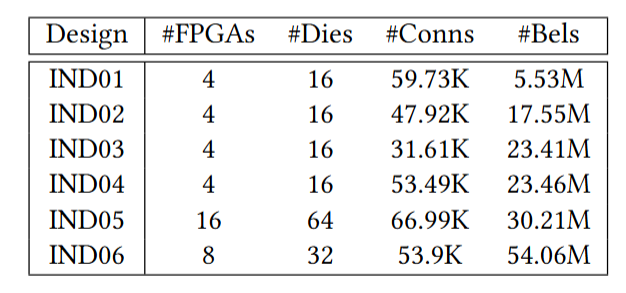 Design #FPGAs #Dies #Conns #Bels
IND01 4 16 59.73K 5.53M
IND02 4 16 47.92K 17.55M
IND03 4 16 31.61K 23.41M
IND04 4 16 53.49K 23.46M
IND05 16 64 66.99K 30.21M
IND06 8 32 53.9K 54.06M